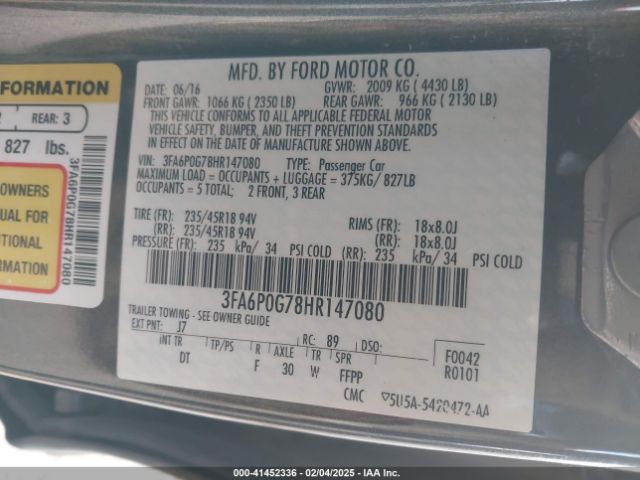 FORMATION
REAR: 3
827 lbs.
OWNERS
UAL FOR
TIONAL
ORMATION
3FA6P0G78HR147080
MFD. BY FORD MOTOR CO.
DATE: 06/16 GVWR: 2009 KG (4430 LB)
FRONT GAWR: 1066 KG (2350 LB) REAR GAWR: 966 KG (2130 LB)
THIS VEHICLE CONFORMS TO ALL APPLICABLE FEDERAL MOTOR
VEHICLE SAFETY, BUMPER, AND THEFT PREVENTION STANDARDS
IN EFFECT ON THE DATE OF MANUFACTURE SHOWN ABOVE.
VIN: 3FA6P0G78HR147080 TYPE: Passenger Car
MAXIMUM LOAD = OCCUPANTS + LUGGAGE = 375KG/ 827LB
OCCUPANTS = 5 TOTAL; 2 FRONT, 3 REAR
TIRE (FR): 235/45R18 94V RIMS (FR): 18x8.0J
(RR): 235/45R18 94V (RR): 18x8.0J
PRESSURE (FR): 235 kPa/ 34 PSI COLD (RR): 235 kPa/ 34 PSI COLD
3FA6P0G78HR147080
TRAILER TOWING - SEE OWNER GUIDE
EXT PNT: J7 RC: 89 DSO: F0042
INT TR TP/PS R AXLE TR SPR R0101
DT F 30 W FFPP
CMC ▽5U5A-5420472-AA
000-41452336 - 02/04/2025 - IAA Inc.